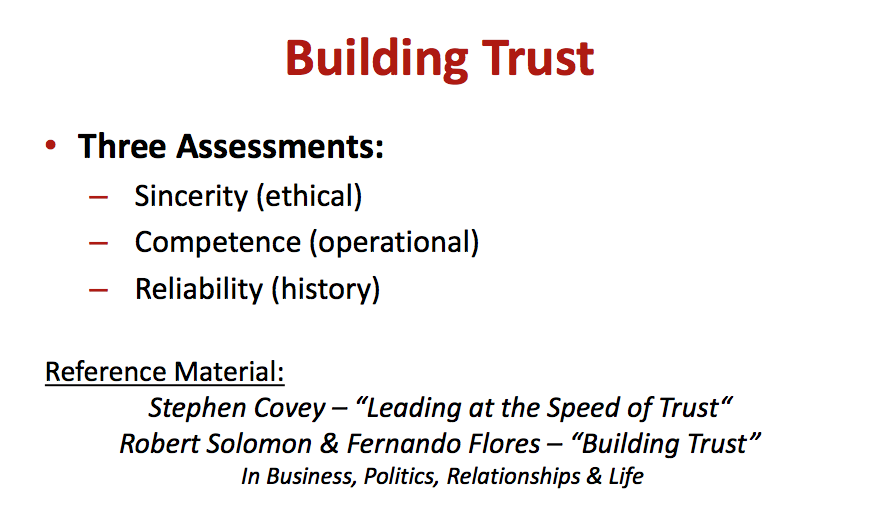 Building Trust
• Three Assessments:
– Sincerity (ethical)
– Competence (operational)
– Reliability (history)
Reference Material:
Stephen Covey – “Leading at the Speed of Trust“
Robert Solomon & Fernando Flores – “Building Trust”
In Business, Politics, Relationships & Life